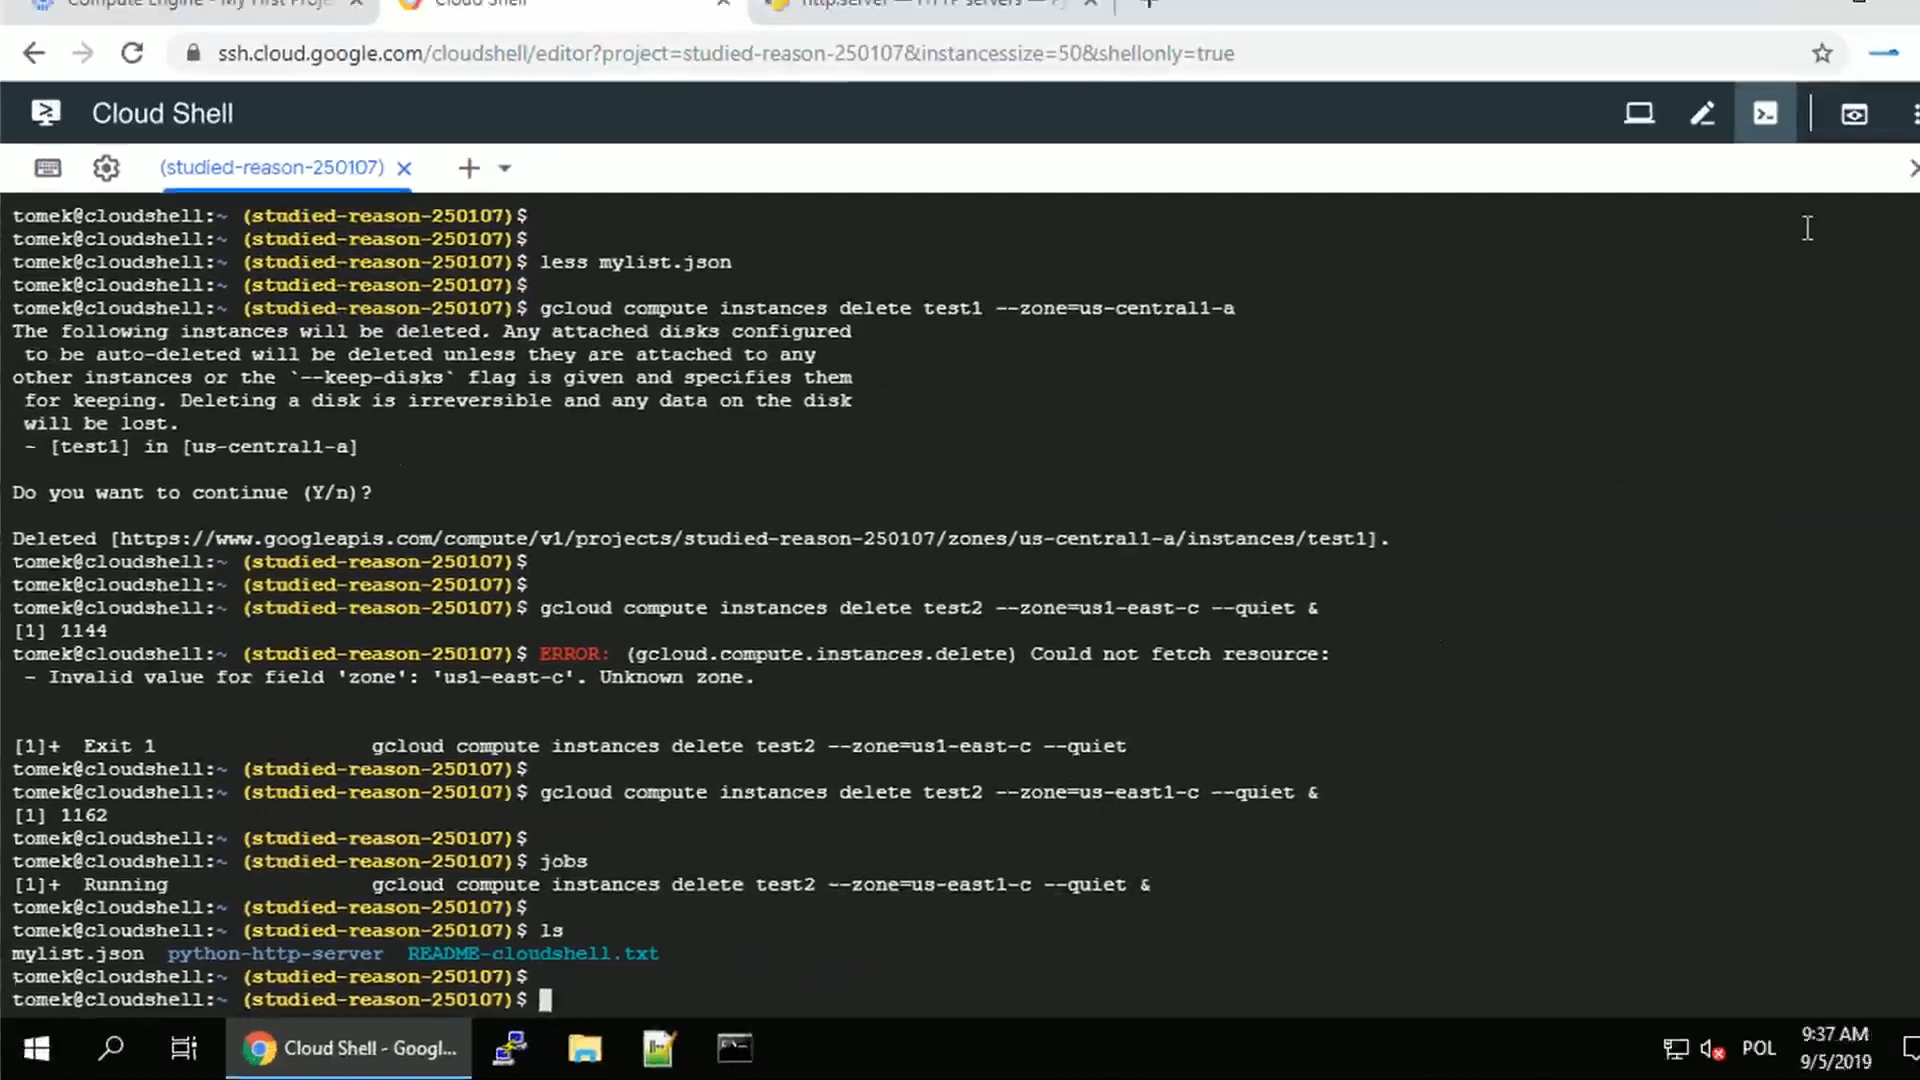 Compute Engine - My First Proje
Cloud Shell
http.server — HTTP servers — Py
ssh.cloud.google.com/cloudshell/editor?project=studied-reason-250107&instancessize=50&shellonly=true
Cloud Shell
(studied-reason-250107)
tomek@cloudshell:~ (studied-reason-250107)$
tomek@cloudshell:~ (studied-reason-250107)$
tomek@cloudshell:~ (studied-reason-250107)$ less mylist.json
tomek@cloudshell:~ (studied-reason-250107)$
tomek@cloudshell:~ (studied-reason-250107)$ gcloud compute instances delete test1 --zone=us-central1-a
The following instances will be deleted. Any attached disks configured
to be auto-deleted will be deleted unless they are attached to any
other instances or the `--keep-disks` flag is given and specifies them
for keeping. Deleting a disk is irreversible and any data on the disk
will be lost.
- [test1] in [us-central1-a]
Do you want to continue (Y/n)?
Deleted [https://www.googleapis.com/compute/v1/projects/studied-reason-250107/zones/us-central1-a/instances/test1].
tomek@cloudshell:~ (studied-reason-250107)$
tomek@cloudshell:~ (studied-reason-250107)$
tomek@cloudshell:~ (studied-reason-250107)$ gcloud compute instances delete test2 --zone=us1-east-c --quiet &
[1] 1144
tomek@cloudshell:~ (studied-reason-250107)$ ERROR: (gcloud.compute.instances.delete) Could not fetch resource:
- Invalid value for field 'zone': 'us1-east-c'. Unknown zone.
[1]+  Exit 1                  gcloud compute instances delete test2 --zone=us1-east-c --quiet
tomek@cloudshell:~ (studied-reason-250107)$
tomek@cloudshell:~ (studied-reason-250107)$ gcloud compute instances delete test2 --zone=us-east1-c --quiet &
[1] 1162
tomek@cloudshell:~ (studied-reason-250107)$
tomek@cloudshell:~ (studied-reason-250107)$ jobs
[1]+  Running                 gcloud compute instances delete test2 --zone=us-east1-c --quiet &
tomek@cloudshell:~ (studied-reason-250107)$
tomek@cloudshell:~ (studied-reason-250107)$ ls
mylist.json  python-http-server  README-cloudshell.txt
tomek@cloudshell:~ (studied-reason-250107)$
tomek@cloudshell:~ (studied-reason-250107)$
Cloud Shell - Googl...
POL
9:37 AM
9/5/2019